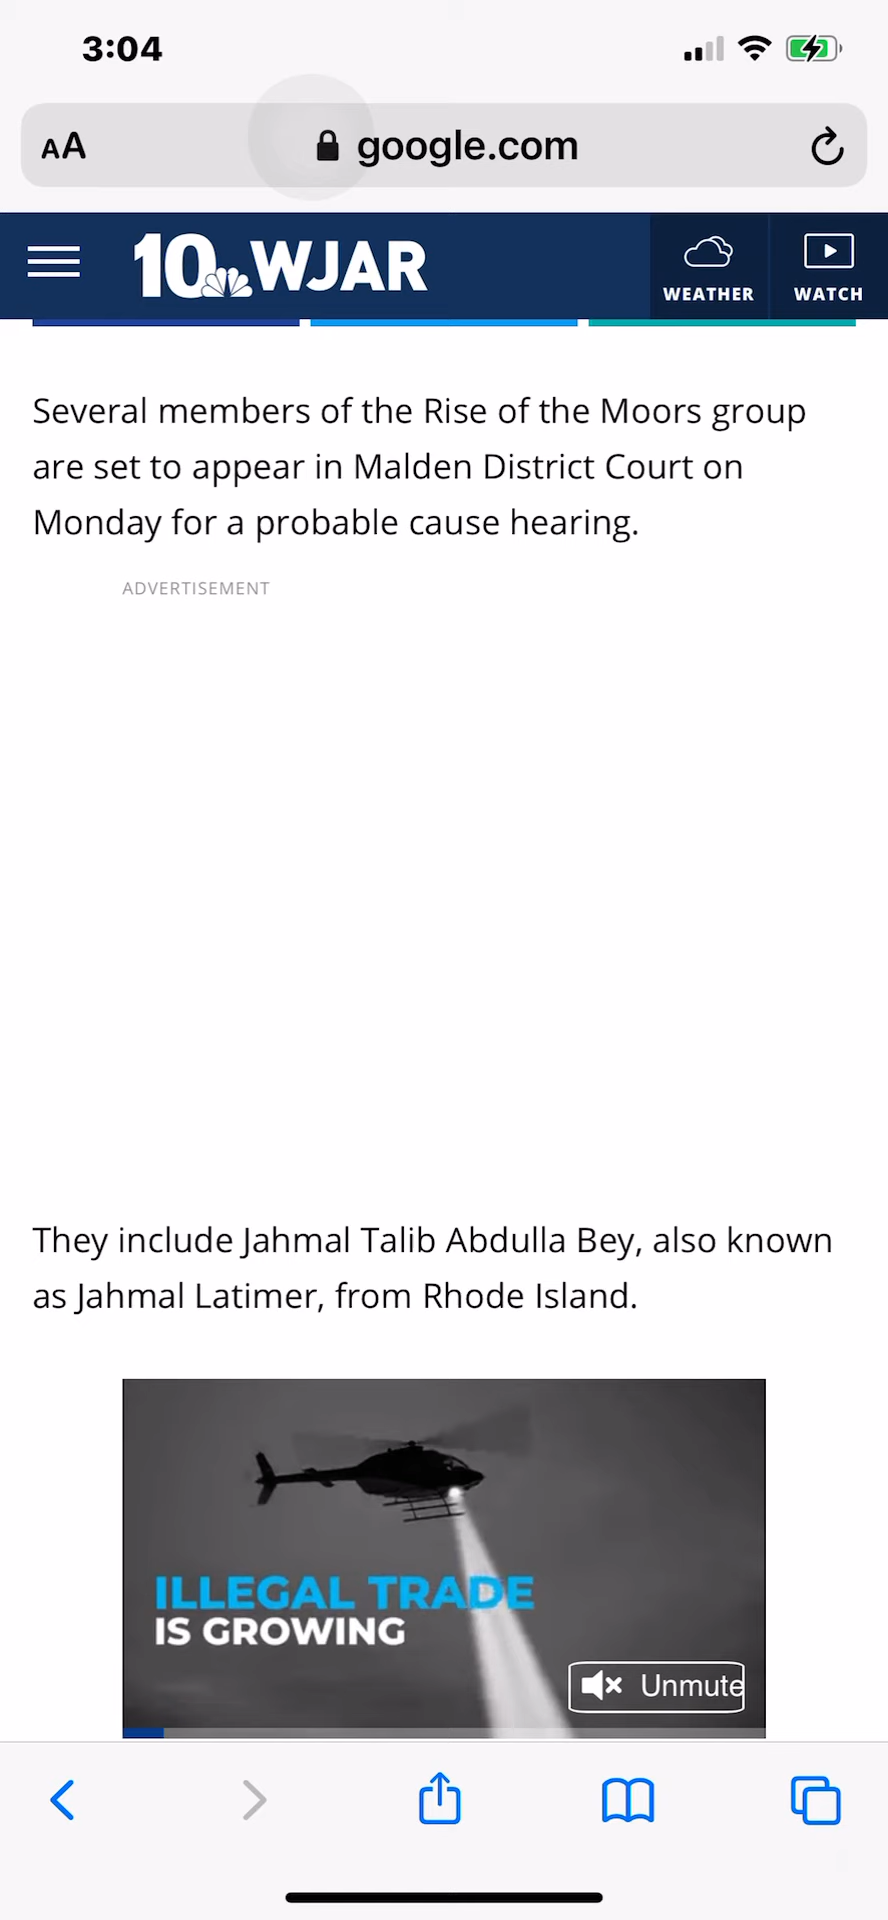 3:04
AA google.com
10 WJAR
WEATHER WATCH
Several members of the Rise of the Moors group
are set to appear in Malden District Court on
Monday for a probable cause hearing.
ADVERTISEMENT
They include Jahmal Talib Abdulla Bey, also known
as Jahmal Latimer, from Rhode Island.
ILLEGAL TRADE
IS GROWING
Unmute